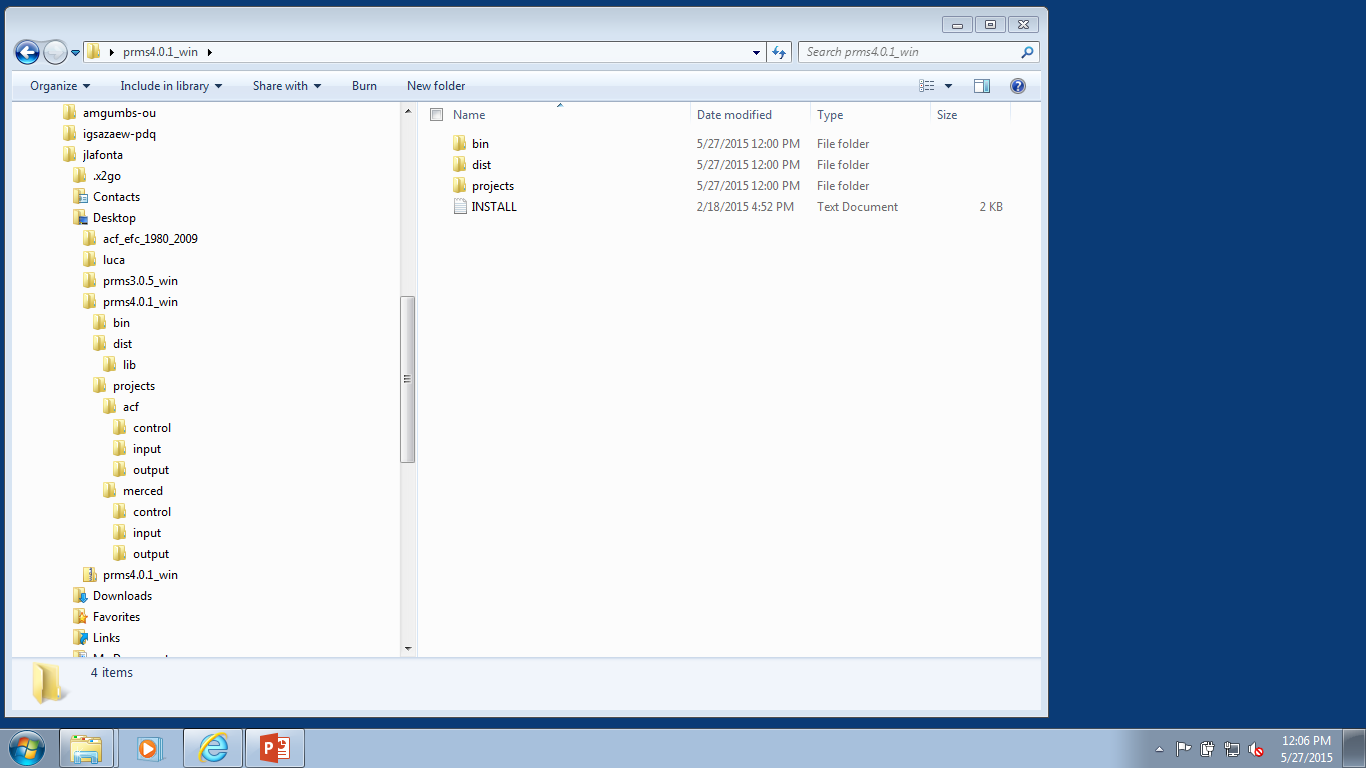 prms4.0.1_win
Search prms4.0.1_win
Organize Include in library Share with Burn New folder
amgumbs-ou
igsazaew-pdq
jlafonta
.x2go
Contacts
Desktop
acf_efc_1980_2009
luca
prms3.0.5_win
prms4.0.1_win
bin
dist
lib
projects
acf
control
input
output
merced
control
input
output
prms4.0.1_win
Downloads
Favorites
Links
Name Date modified Type Size
bin 5/27/2015 12:00 PM File folder
dist 5/27/2015 12:00 PM File folder
projects 5/27/2015 12:00 PM File folder
INSTALL 2/18/2015 4:52 PM Text Document 2 KB
4 items
12:06 PM
5/27/2015